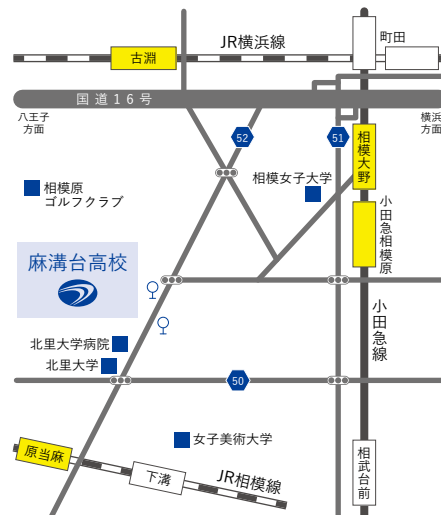 JR横浜線
町田
古淵
国道16号
八王子
方面
横浜
方面
52
51
相模大野
相模女子大学
相模原
ゴルフクラブ
小田急相模原
麻溝台高校
小田急線
北里大学病院
北里大学
50
女子美術大学
原当麻
下溝
JR相模線
相武台前